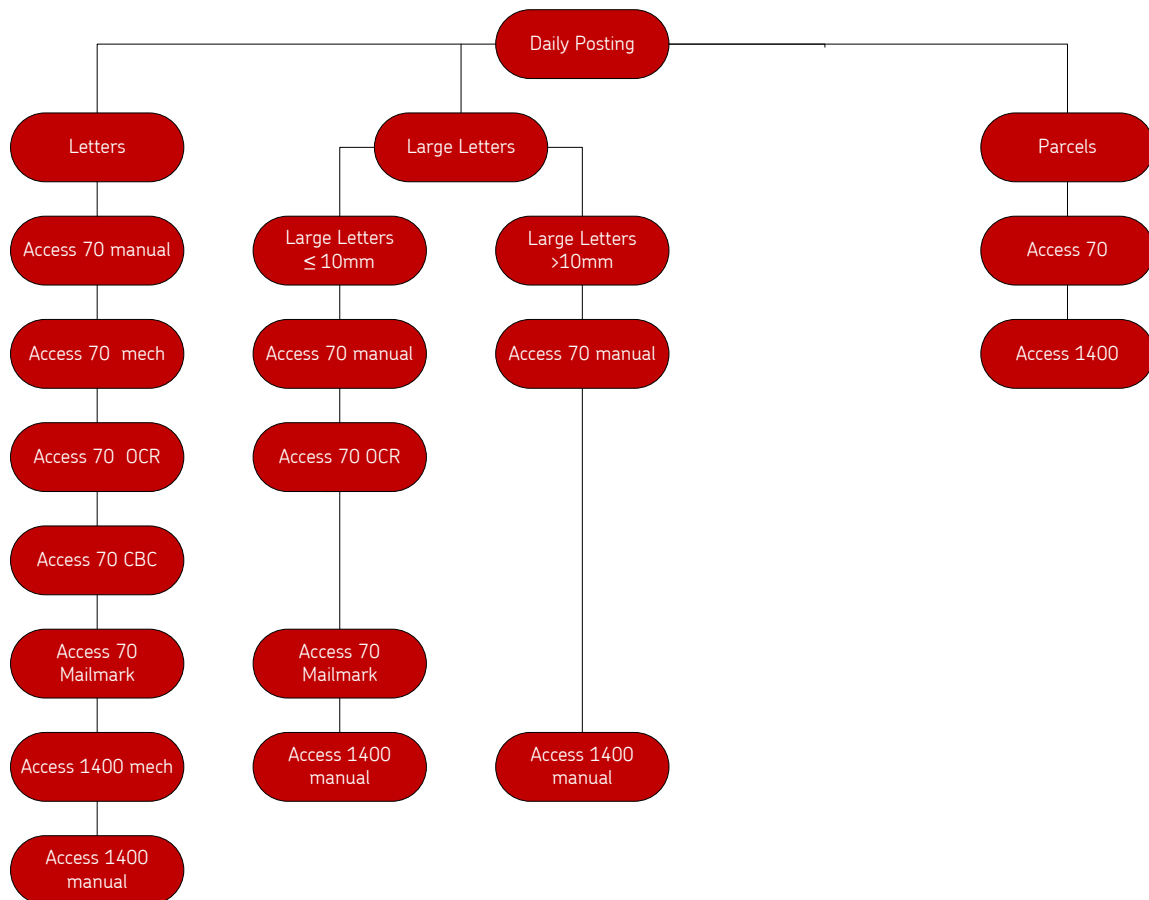 Daily Posting
Letters
Large Letters
Parcels
Access 70 manual
Large Letters
≤ 10mm
Large Letters
>10mm
Access 70
Access 70  mech
Access 70 manual
Access 70 manual
Access 1400
Access 70  OCR
Access 70 OCR
Access 70 CBC
Access 70
Mailmark
Access 70
Mailmark
Access 1400 mech
Access 1400
manual
Access 1400
manual
Access 1400
manual